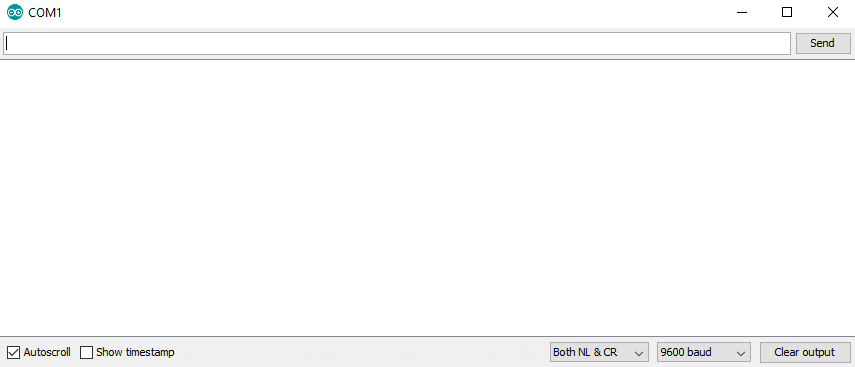 COM1
Send
Autoscroll Show timestamp Both NL & CR 9600 baud Clear output